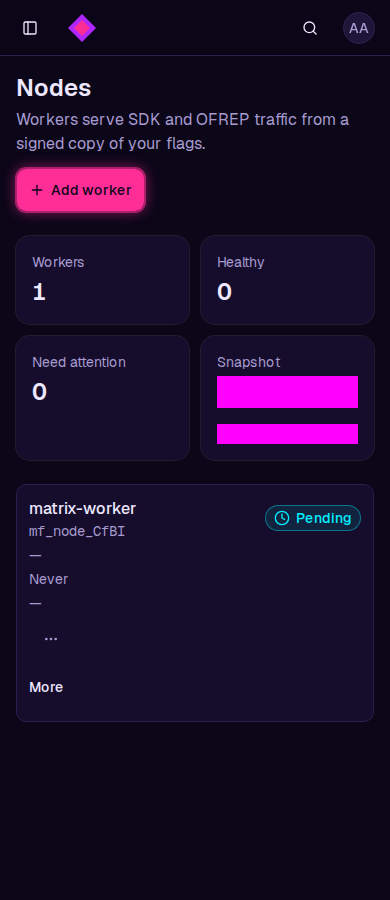 AA
Nodes
Workers serve SDK and OFREP traffic from a
signed copy of your flags.
+ Add worker
Workers
1
Healthy
0
Need attention
0
Snapshot
matrix-worker
Pending
mf_node_CfBI
—
Never
—
...
More